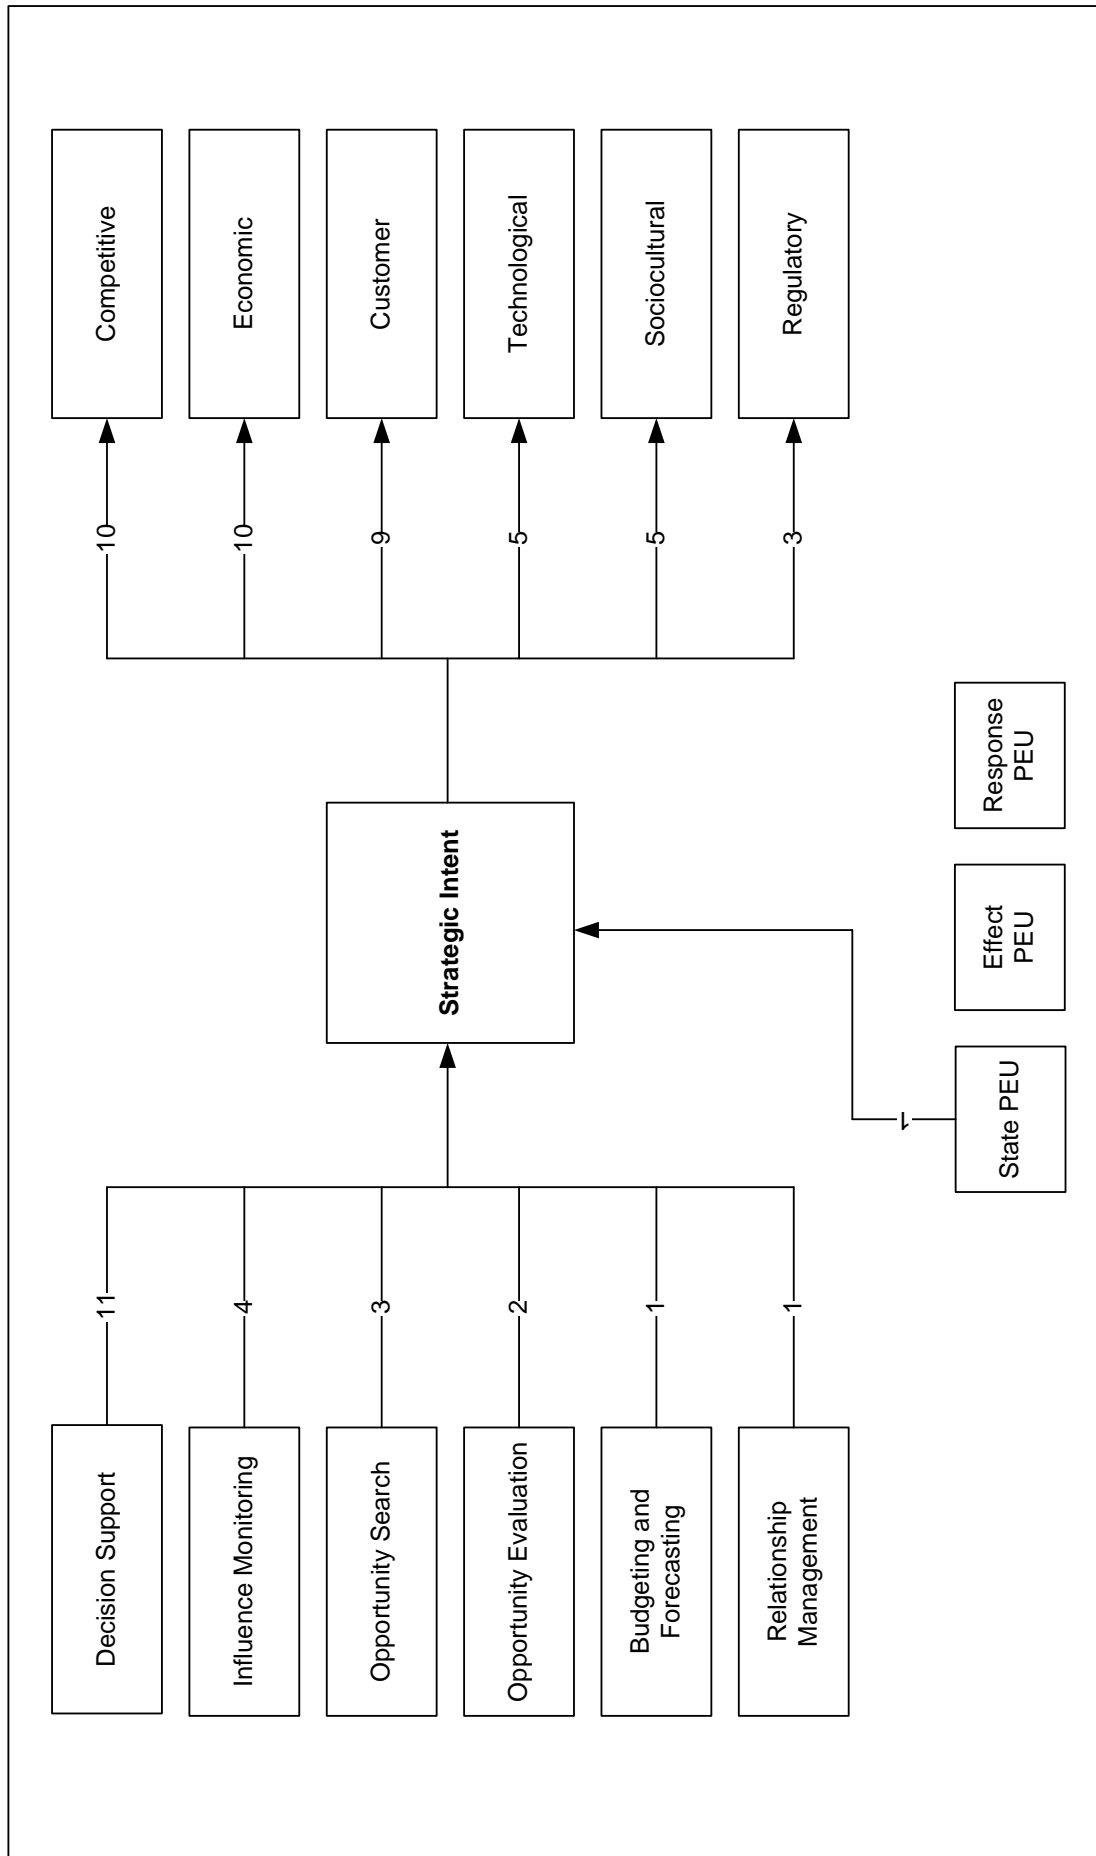 Decision Support
11
Influence Monitoring
4
Opportunity Search
3
Opportunity Evaluation
2
Budgeting and
Forecasting
1
Relationship
Management
1
Strategic Intent
10
Competitive
10
Economic
9
Customer
5
Technological
5
Sociocultural
3
Regulatory
1
State PEU
Effect
PEU
Response
PEU